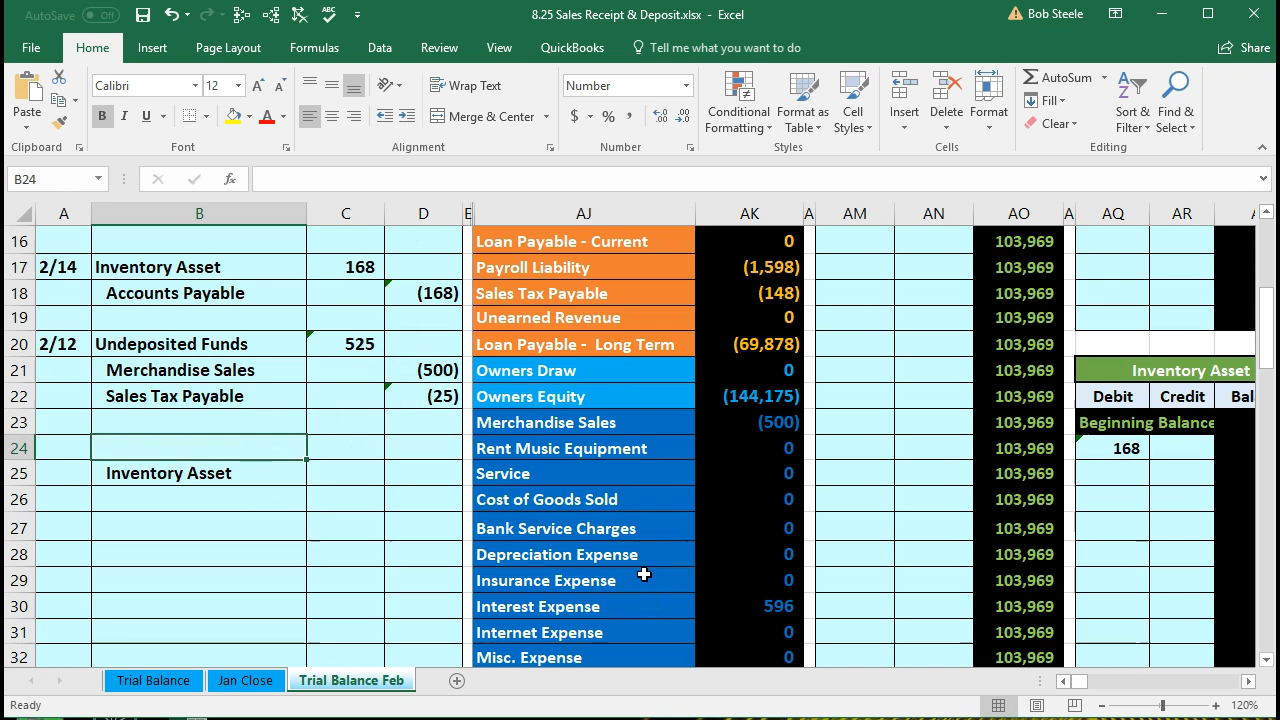 AutoSave Off 8.25 Sales Receipt & Deposit.xlsx - Excel Bob Steele
File Home Insert Page Layout Formulas Data Review View QuickBooks Tell me what you want to do Share
Calibri 12 Wrap Text Number AutoSum
Paste B I U Merge & Center $ % , Conditional Formatting Format as Table Cell Styles Insert Delete Format Fill Clear Sort & Filter Find & Select
Clipboard Font Alignment Number Styles Cells Editing
B24 fx
A B C D E AJ AK A AM AN AO A AQ AR
16 Loan Payable - Current 0 103,969
17 2/14 Inventory Asset 168 Payroll Liability (1,598) 103,969
18 Accounts Payable (168) Sales Tax Payable (148) 103,969
19 Unearned Revenue 0 103,969
20 2/12 Undeposited Funds 525 Loan Payable - Long Term (69,878) 103,969
21 Merchandise Sales (500) Owners Draw 0 103,969 Inventory Asset
22 Sales Tax Payable (25) Owners Equity (144,175) 103,969 Debit Credit Bal
23 Merchandise Sales (500) 103,969 Beginning Balance
24 Rent Music Equipment 0 103,969 168
25 Inventory Asset Service 0 103,969
26 Cost of Goods Sold 0 103,969
27 Bank Service Charges 0 103,969
28 Depreciation Expense 0 103,969
29 Insurance Expense 0 103,969
30 Interest Expense 596 103,969
31 Internet Expense 0 103,969
32 Misc. Expense 0 103,969
Trial Balance Jan Close Trial Balance Feb
Ready 120%